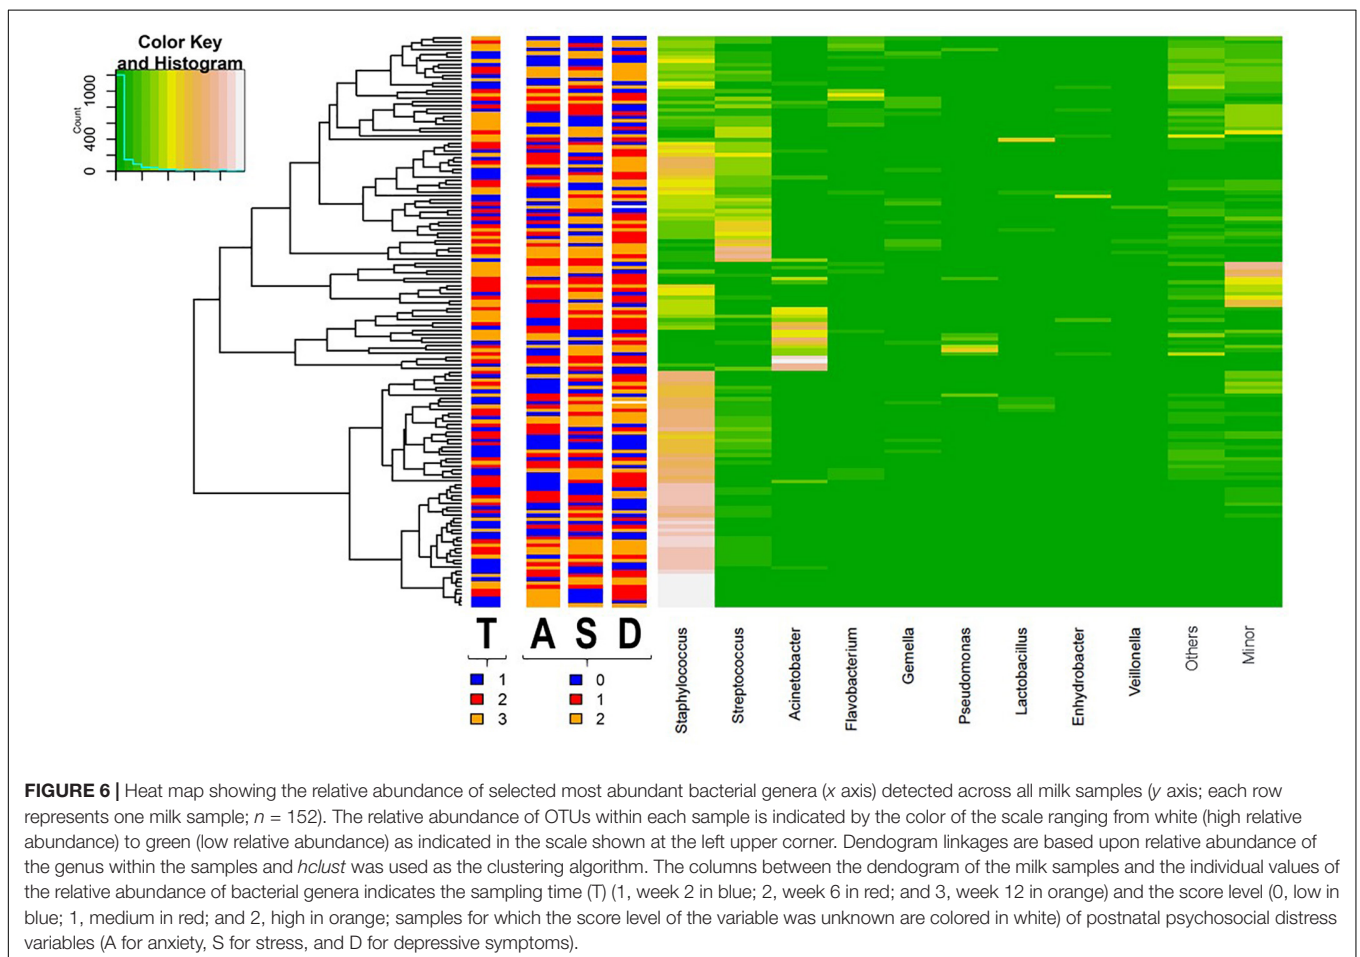 Color Key
and Histogram
Count
0 400 1000
T A S D
1 0
2 1
3 2
Staphylococcus
Streptococcus
Acinetobacter
Flavobacterium
Gemella
Pseudomonas
Lactobacillus
Enhydrobacter
Veillonella
Others
Minor
FIGURE 6 | Heat map showing the relative abundance of selected most abundant bacterial genera (x axis) detected across all milk samples (y axis; each row
represents one milk sample; n = 152). The relative abundance of OTUs within each sample is indicated by the color of the scale ranging from white (high relative
abundance) to green (low relative abundance) as indicated in the scale shown at the left upper corner. Dendogram linkages are based upon relative abundance of
the genus within the samples and hclust was used as the clustering algorithm. The columns between the dendogram of the milk samples and the individual values of
the relative abundance of bacterial genera indicates the sampling time (T) (1, week 2 in blue; 2, week 6 in red; and 3, week 12 in orange) and the score level (0, low in
blue; 1, medium in red; and 2, high in orange; samples for which the score level of the variable was unknown are colored in white) of postnatal psychosocial distress
variables (A for anxiety, S for stress, and D for depressive symptoms).